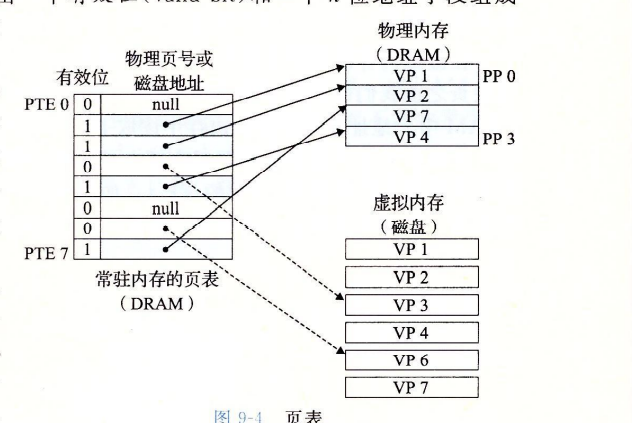 物理页号或
有效位 磁盘地址
PTE 0 0 null
1
1
0
1
0 null
0
PTE 7 1
常驻内存的页表
(DRAM)
物理内存
(DRAM)
VP 1 PP 0
VP 2
VP 7
VP 4 PP 3
虚拟内存
(磁盘)
VP 1
VP 2
VP 3
VP 4
VP 6
VP 7
图 9-4 页表